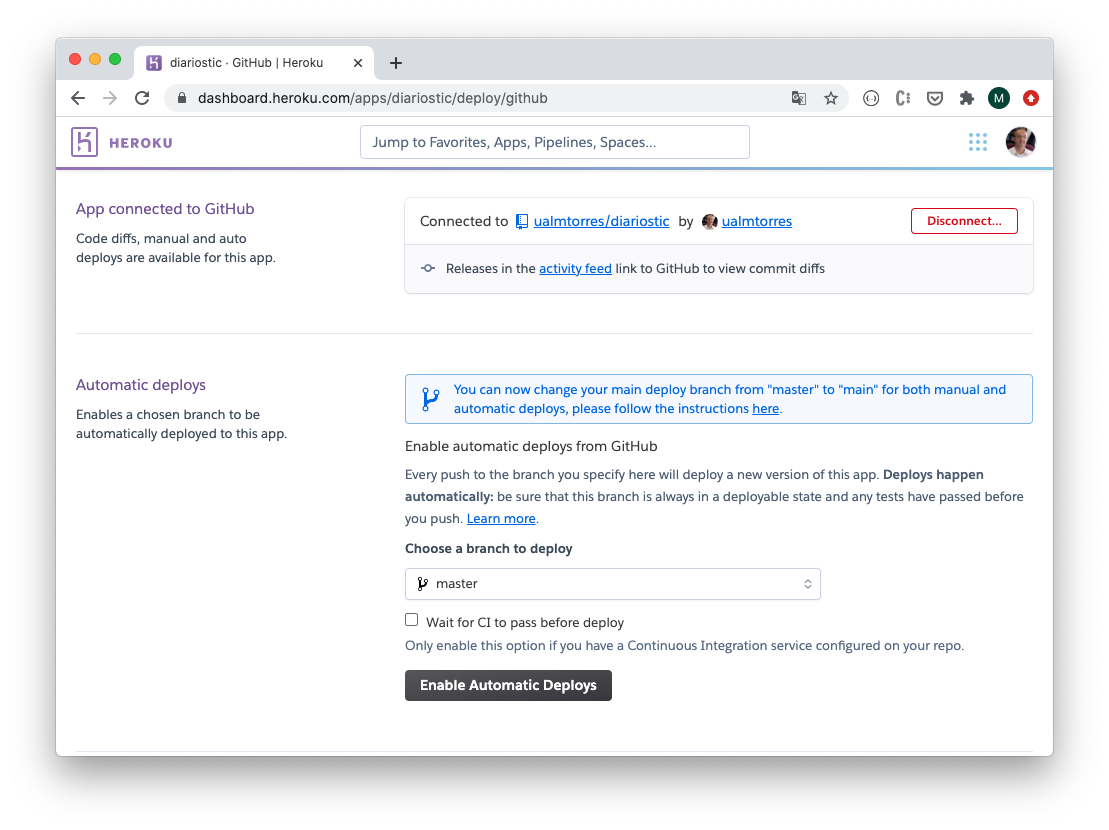 diariostic · GitHub | Heroku
dashboard.heroku.com/apps/diariostic/deploy/github
M
HEROKU
Jump to Favorites, Apps, Pipelines, Spaces...
App connected to GitHub
Code diffs, manual and auto
deploys are available for this app.
Connected to ualmtorres/diariostic by ualmtorres
Disconnect...
Releases in the activity feed link to GitHub to view commit diffs
Automatic deploys
Enables a chosen branch to be
automatically deployed to this app.
You can now change your main deploy branch from "master" to "main" for both manual and
automatic deploys, please follow the instructions here.
Enable automatic deploys from GitHub
Every push to the branch you specify here will deploy a new version of this app. Deploys happen
automatically: be sure that this branch is always in a deployable state and any tests have passed before
you push. Learn more.
Choose a branch to deploy
master
Wait for CI to pass before deploy
Only enable this option if you have a Continuous Integration service configured on your repo.
Enable Automatic Deploys